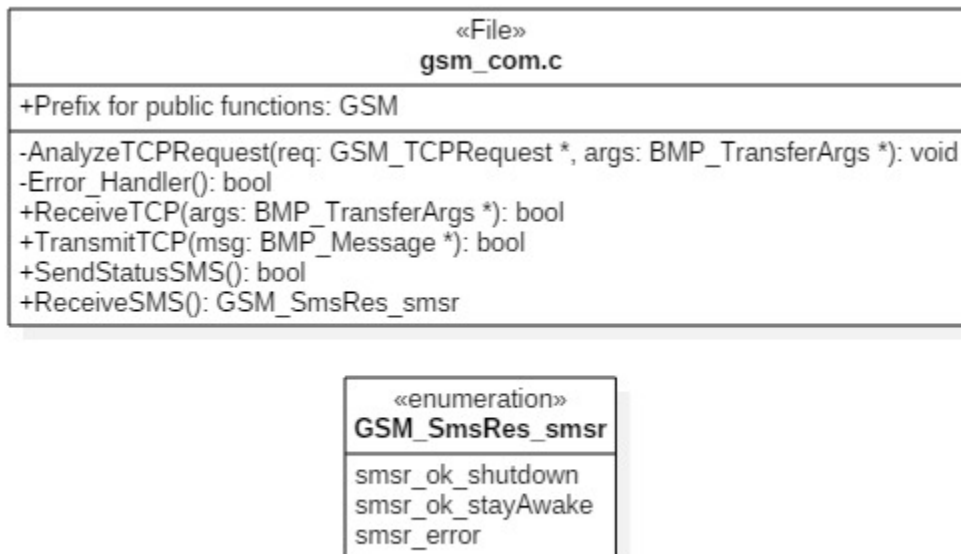 «File»
gsm_com.c
+Prefix for public functions: GSM
-AnalyzeTCPRequest(req: GSM_TCPRequest *, args: BMP_TransferArgs *): void
-Error_Handler(): bool
+ReceiveTCP(args: BMP_TransferArgs *): bool
+TransmitTCP(msg: BMP_Message *): bool
+SendStatusSMS(): bool
+ReceiveSMS(): GSM_SmsRes_smsr
«enumeration»
GSM_SmsRes_smsr
smsr_ok_shutdown
smsr_ok_stayAwake
smsr_error